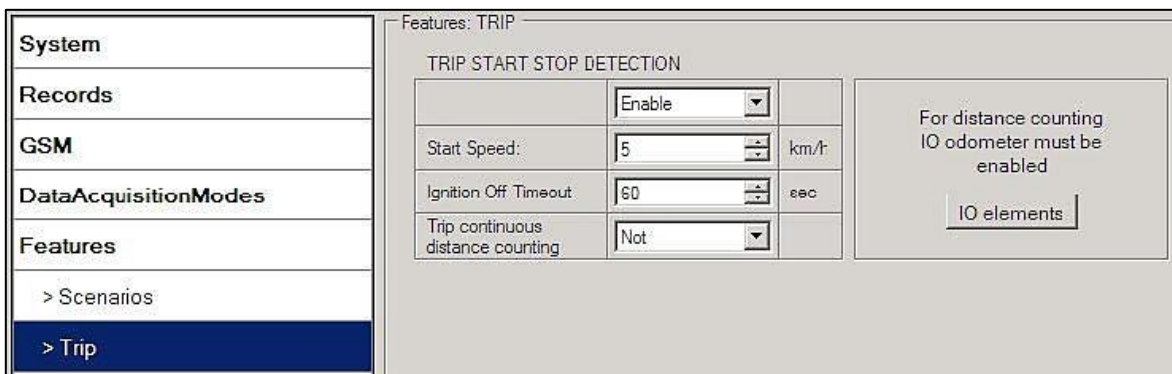 System
Records
GSM
DataAcquisitionModes
Features
> Scenarios
> Trip
Features: TRIP
TRIP START STOP DETECTION
Enable
Start Speed:
5
km/h
Ignition Off Timeout
60
sec
Trip continuous
distance counting
Not
For distance counting
IO odometer must be
enabled
IO elements